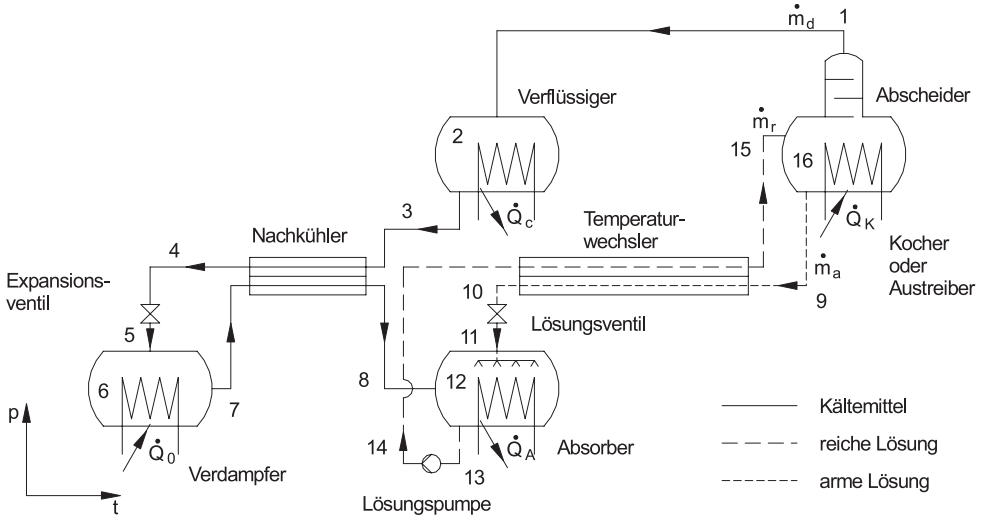 ṁd
1
Verflüssiger
Abscheider
ṁr
2
15
16
Q̇c
Q̇K
3
Temperatur-
wechsler
Nachkühler
Kocher
oder
Austreiber
4
Expansions-
ventil
ṁa
10
9
Lösungsventil
5
11
6
12
8
7
Kältemittel
p
14
Q̇0
Q̇A
Absorber
reiche Lösung
Verdampfer
13
t
Lösungspumpe
arme Lösung